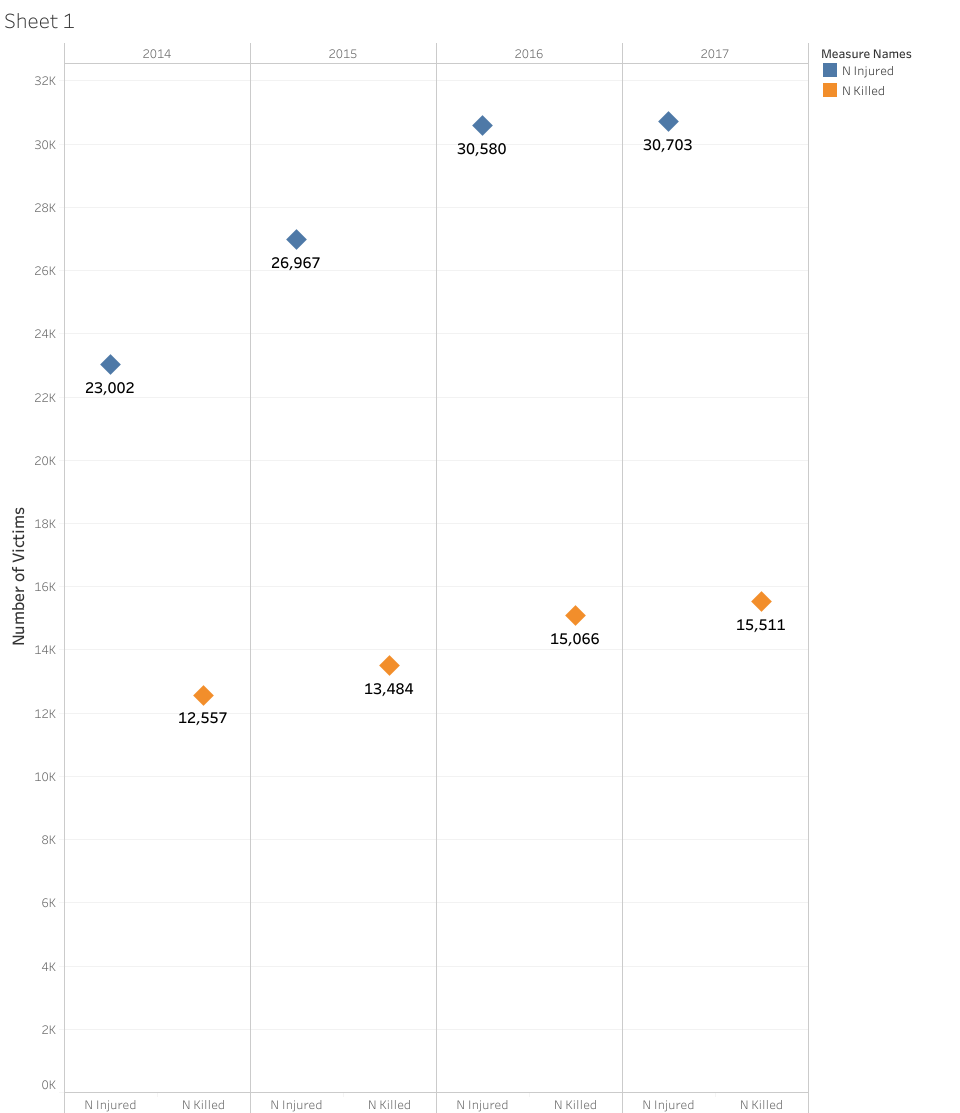 Sheet 1
2014 2015 2016 2017
Measure Names
N Injured
N Killed
32K
30K
28K
26K
24K
22K
20K
18K
16K
14K
12K
10K
8K
6K
4K
2K
0K
Number of Victims
23,002
12,557
26,967
13,484
30,580
15,066
30,703
15,511
N Injured N Killed N Injured N Killed N Injured N Killed N Injured N Killed